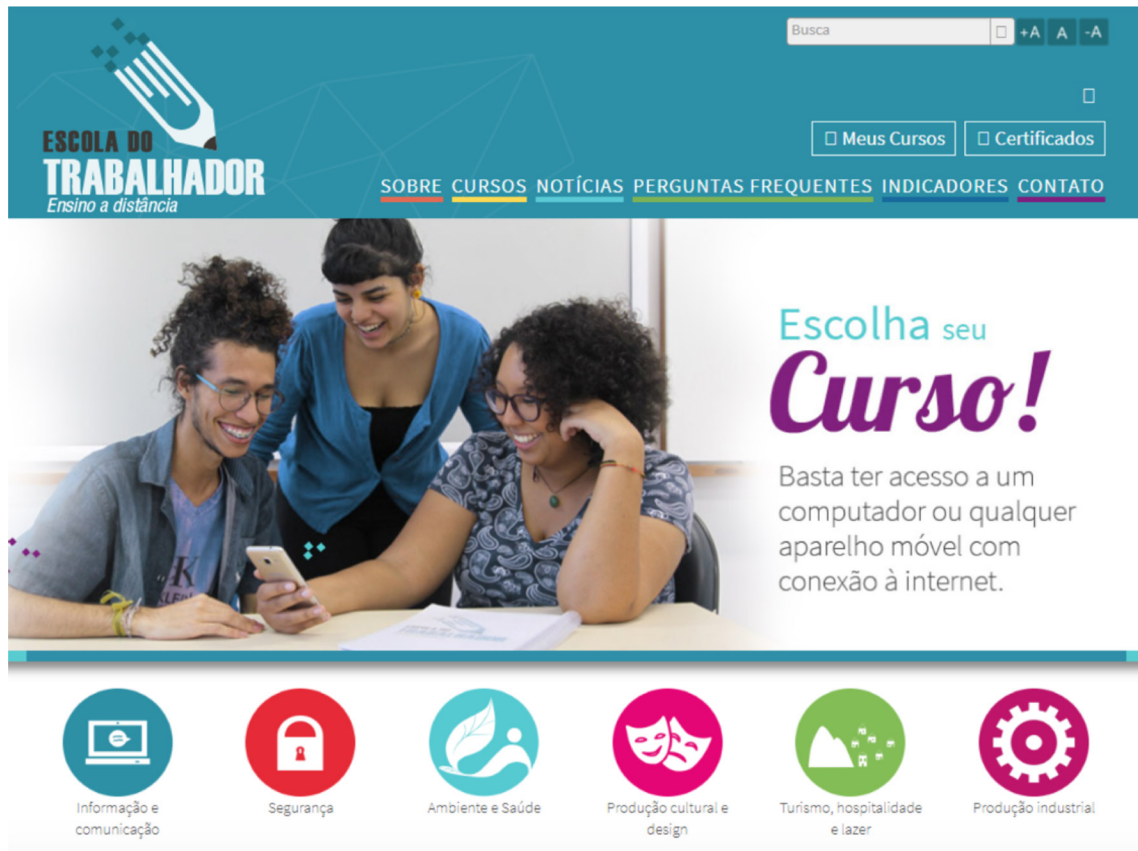 Busca
+A A -A
Meus Cursos Certificados
ESCOLA DO
TRABALHADOR
Ensino a distância
SOBRE CURSOS NOTÍCIAS PERGUNTAS FREQUENTES INDICADORES CONTATO
Escolha seu
Curso!
Basta ter acesso a um
computador ou qualquer
aparelho móvel com
conexão à internet.
Informação e
comunicação
Segurança
Ambiente e Saúde
Produção cultural e
design
Turismo, hospitalidade
e lazer
Produção industrial